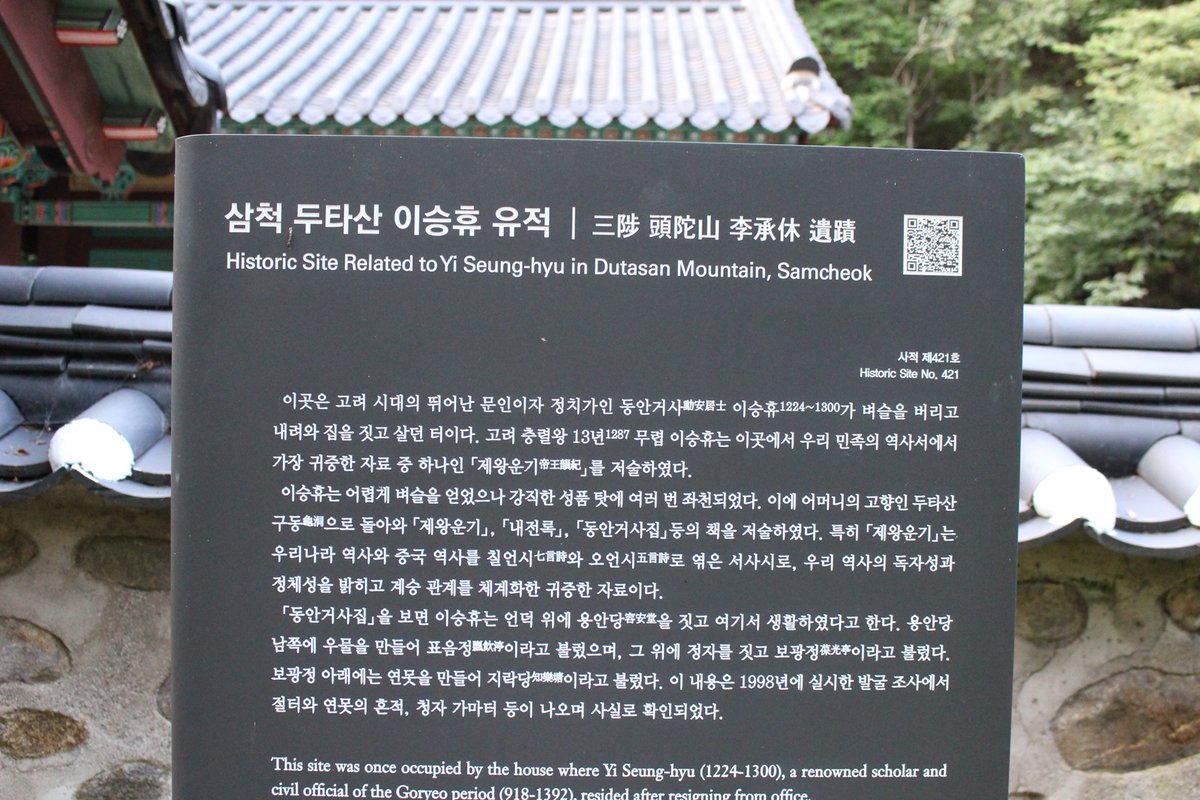 삼척 두타산 이승휴 유적 | 三陟 頭陀山 李承休 遺蹟
Historic Site Related to Yi Seung-hyu in Dutasan Mountain, Samcheok
사적 제421호
Historic Site No. 421
이곳은 고려 시대의 뛰어난 문인이자 정치가인 동안거사動安居士 이승휴1224~1300가 벼슬을 버리고
내려와 집을 짓고 살던 터이다. 고려 충렬왕 13년1287 무렵 이승휴는 이곳에서 우리 민족의 역사서에서
가장 귀중한 자료 중 하나인 「제왕운기帝王韻紀」를 저술하였다.
이승휴는 어렵게 벼슬을 얻었으나 강직한 성품 탓에 여러 번 좌천되었다. 이에 어머니의 고향인 두타산
구동龜洞으로 돌아와 「제왕운기」, 「내전록」, 「동안거사집」등의 책을 저술하였다. 특히 「제왕운기」는
우리나라 역사와 중국 역사를 칠언시七言詩와 오언시五言詩로 엮은 서사시로, 우리 역사의 독자성과
정체성을 밝히고 계승 관계를 체계화한 귀중한 자료이다.
「동안거사집」을 보면 이승휴는 언덕 위에 용안당容安堂을 짓고 여기서 생활하였다고 한다. 용안당
남쪽에 우물을 만들어 표음정瓢飮渟이라고 불렀으며, 그 위에 정자를 짓고 보광정葆光亭이라고 불렀다.
보광정 아래에는 연못을 만들어 지락당知樂塘이라고 불렀다. 이 내용은 1998년에 실시한 발굴 조사에서
절터와 연못의 흔적, 청자 가마터 등이 나오며 사실로 확인되었다.
This site was once occupied by the house where Yi Seung-hyu (1224-1300), a renowned scholar and
civil official of the Goryeo period (918-1392), resided after resigning from office.